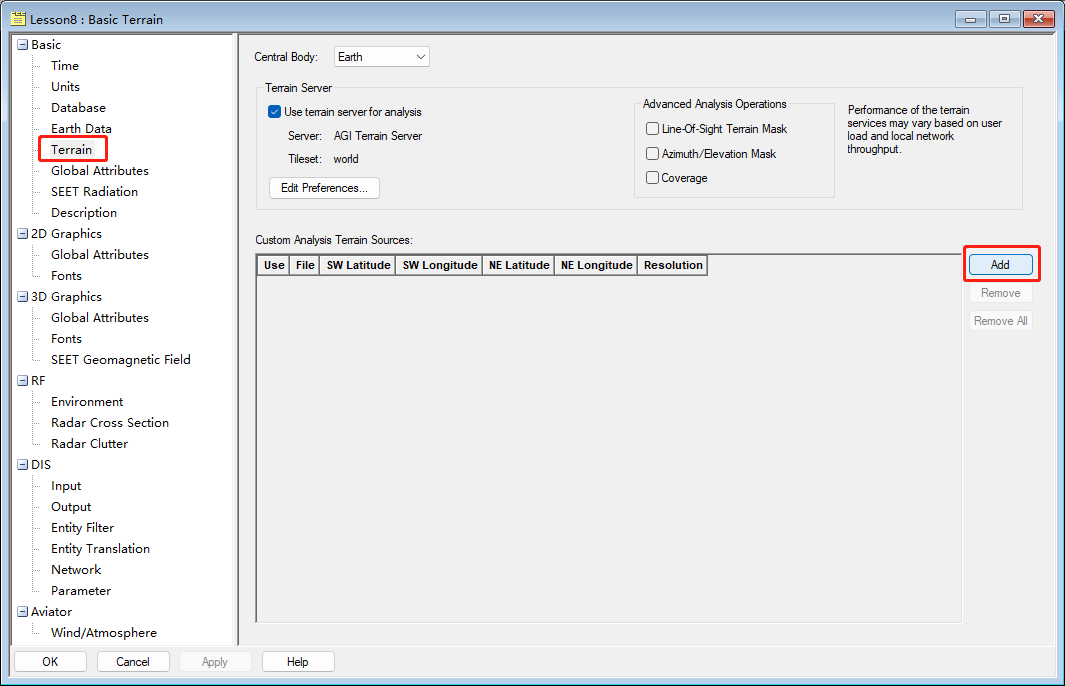 Lesson8 : Basic Terrain
Basic
Time
Units
Database
Earth Data
Terrain
Global Attributes
SEET Radiation
Description
2D Graphics
Global Attributes
Fonts
3D Graphics
Global Attributes
Fonts
SEET Geomagnetic Field
RF
Environment
Radar Cross Section
Radar Clutter
DIS
Input
Output
Entity Filter
Entity Translation
Network
Parameter
Aviator
Wind/Atmosphere
Central Body: Earth
Terrain Server
Use terrain server for analysis
Server: AGI Terrain Server
Tileset: world
Edit Preferences...
Advanced Analysis Operations
Line-Of-Sight Terrain Mask
Azimuth/Elevation Mask
Coverage
Performance of the terrain
services may vary based on user
load and local network
throughput.
Custom Analysis Terrain Sources:
Use File SW Latitude SW Longitude NE Latitude NE Longitude Resolution
Add
Remove
Remove All
OK Cancel Apply Help